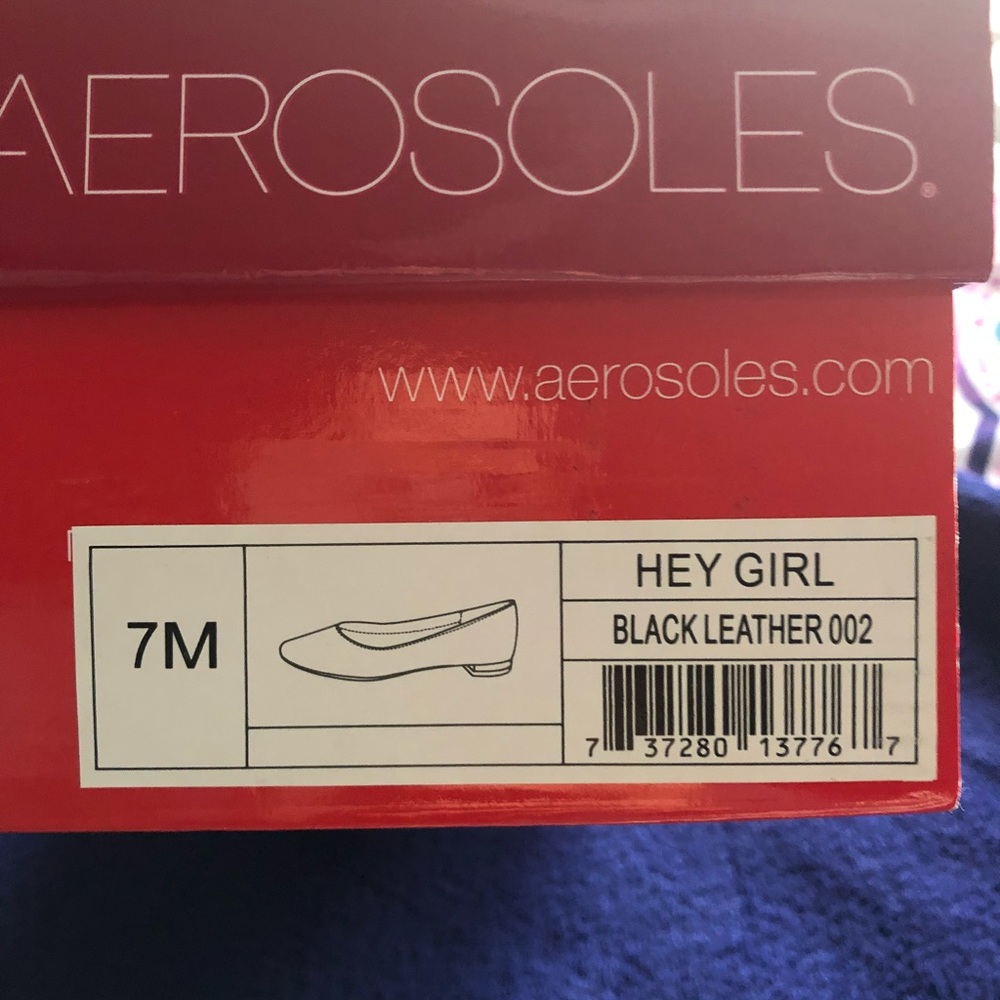 AEROSOLES®
www.aerosoles.com
7M
HEY GIRL
BLACK LEATHER 002
7 37280 13776 7